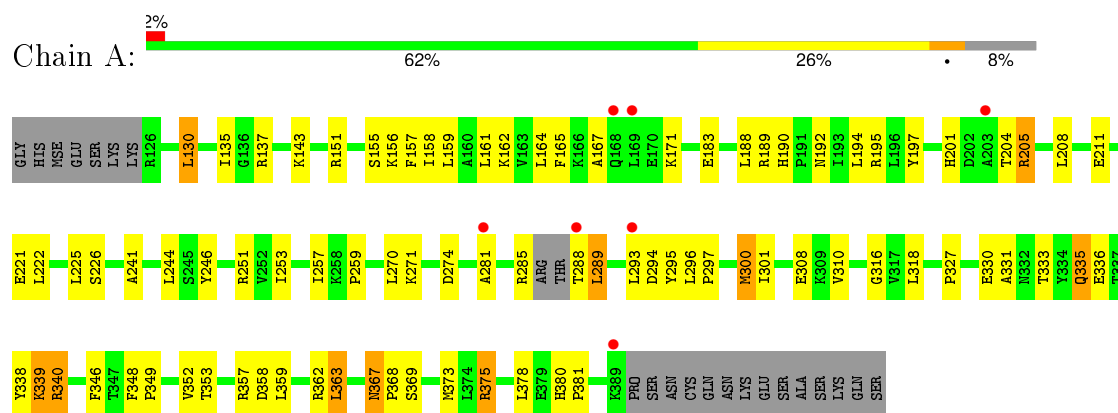 2%
Chain A:
62% 26% • 8%
GLY HIS MSE GLU SER LYS LYS R126 L130 I135 G136 R137 K143 R151 S155 K156 F157 I158 L159 A160 L161 K162 V163 L164 F165 K166 A167 Q168 L169 E170 K171 E183 L188 R189 H190 P191 N192 I193 L194 R195 L196 Y197 H201 D202 A203 T204 R205 L208 E211
E221 L222 L225 S226 A241 L244 S245 Y246 R251 V252 I253 I257 K258 P259 L270 K271 D274 A281 R285 ARG THR T288 L289 L293 D294 Y295 L296 P297 M300 I301 E308 K309 V310 G316 V317 L318 P327 E330 A331 N332 T333 Y334 Q335 E336 T337
Y338 K339 R340 F346 T347 F348 P349 V352 T353 R357 D358 L359 R362 L363 N367 P368 S369 M373 L374 R375 L378 E379 H380 P381 K389 PRO SER ASN CYS GLN ASN LYS GLU SER ALA SER LYS GLN SER